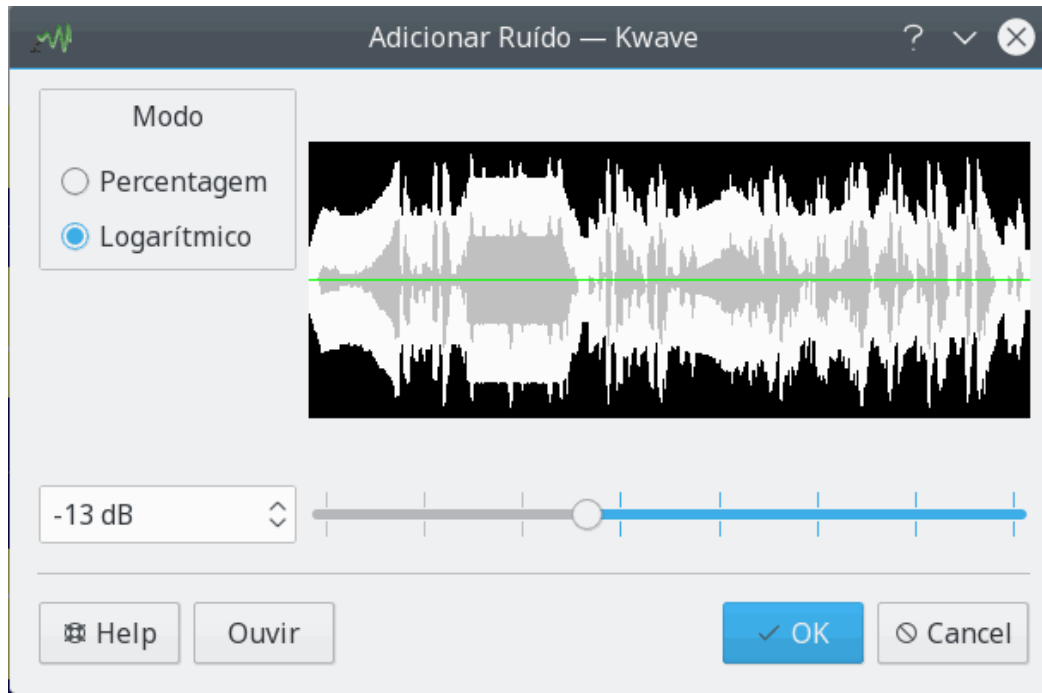 Adicionar Ruído — Kwave
Modo
Percentagem
Logarítmico
-13 dB
Help
Ouvir
OK
Cancel